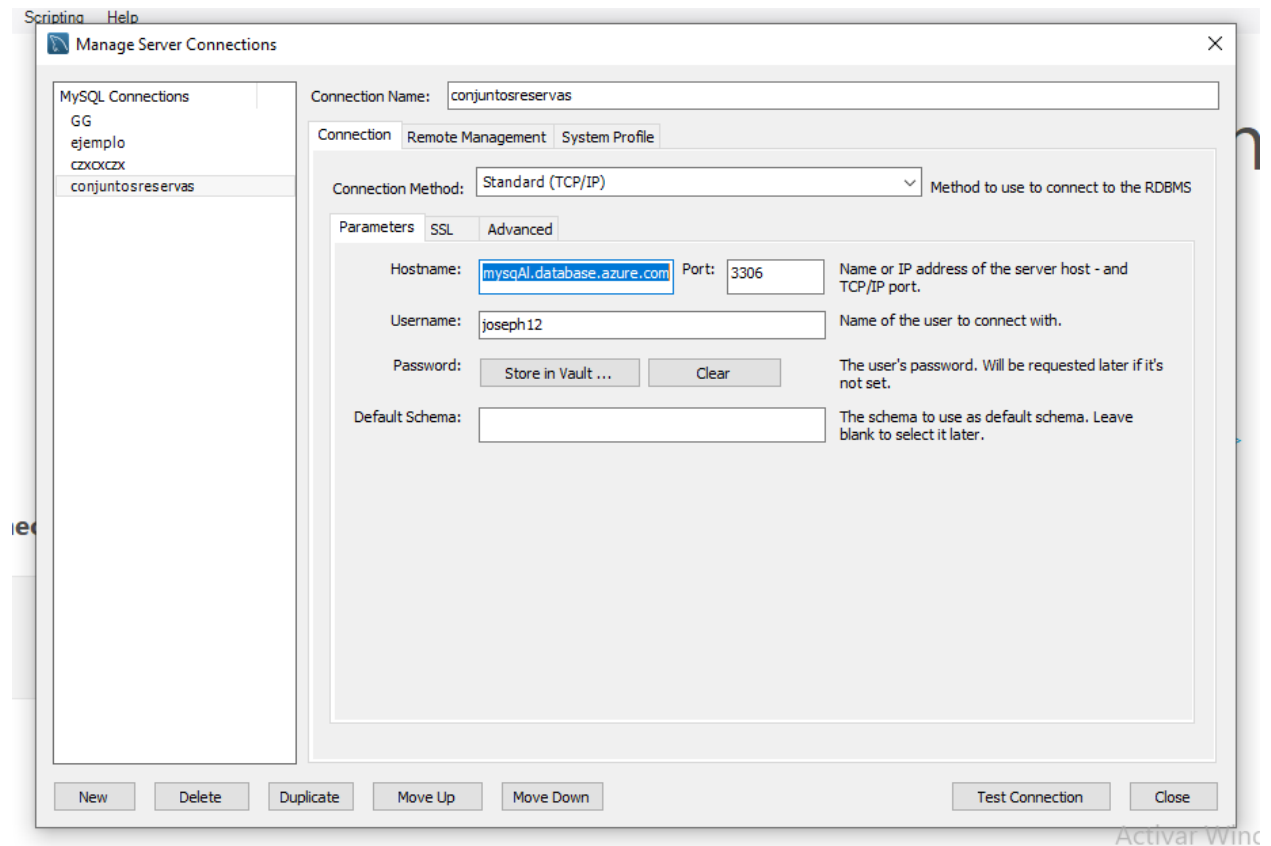 Scripting Help
Manage Server Connections
MySQL Connections
GG
ejemplo
czxcxczx
conjuntosreservas
Connection Name: conjuntosreservas
Connection Remote Management System Profile
Connection Method: Standard (TCP/IP) Method to use to connect to the RDBMS
Parameters SSL Advanced
Hostname: mysqAl.database.azure.com Port: 3306 Name or IP address of the server host - and
TCP/IP port.
Username: joseph12 Name of the user to connect with.
Password: Store in Vault ... Clear The user's password. Will be requested later if it's
not set.
Default Schema: The schema to use as default schema. Leave
blank to select it later.
New Delete Duplicate Move Up Move Down Test Connection Close
Activar Wind